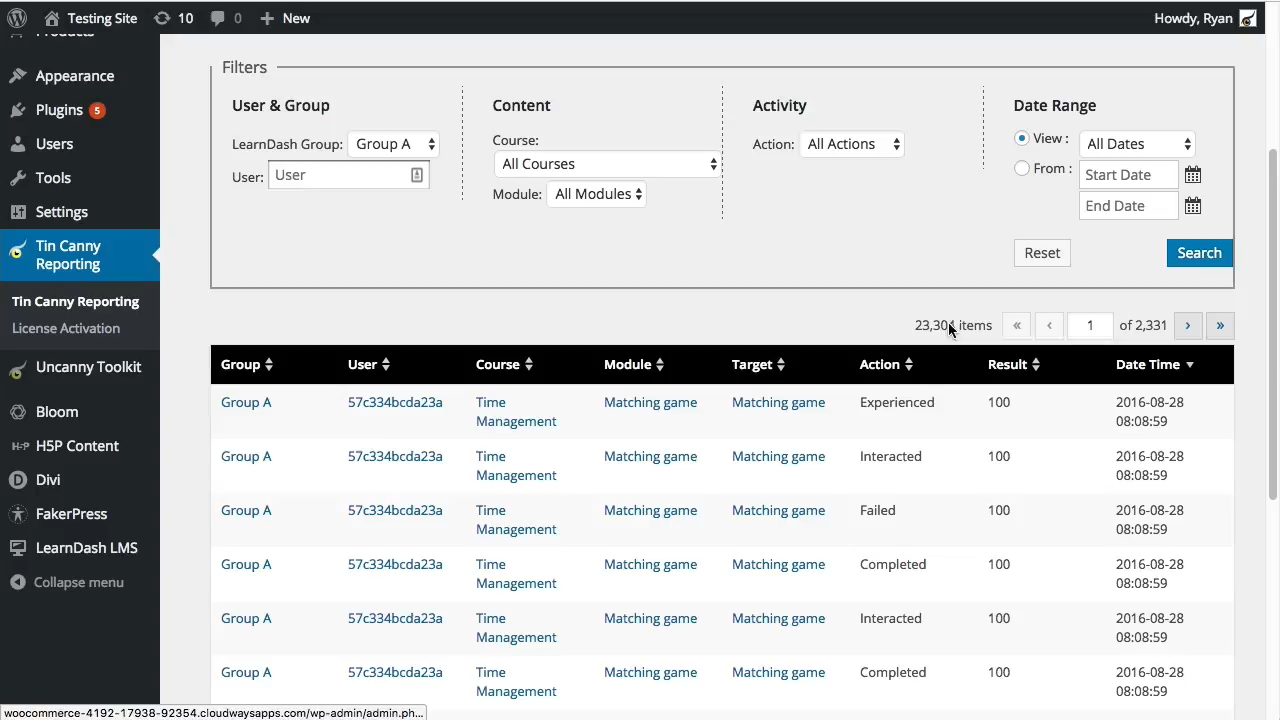 Testing Site 10 0 New Howdy, Ryan
Products
Appearance
Plugins 5
Users
Tools
Settings
Tin Canny
Reporting
Tin Canny Reporting
License Activation
Uncanny Toolkit
Bloom
H5P Content
Divi
FakerPress
LearnDash LMS
Collapse menu
Filters
User & Group
LearnDash Group: Group A
User: User
Content
Course:
All Courses
Module: All Modules
Activity
Action: All Actions
Date Range
View : All Dates
From : Start Date
End Date
Reset Search
items « ‹ 1 of 2,331 › »
Group User Course Module Target Action Result Date Time
Group A 57c334bcda23a Time Matching game Matching game Experienced 100 2016-08-28
Management 08:08:59
Group A 57c334bcda23a Time Matching game Matching game Interacted 100 2016-08-28
Management 08:08:59
Group A 57c334bcda23a Time Matching game Matching game Failed 100 2016-08-28
Management 08:08:59
Group A 57c334bcda23a Time Matching game Matching game Completed 100 2016-08-28
Management 08:08:59
Group A 57c334bcda23a Time Matching game Matching game Interacted 100 2016-08-28
Management 08:08:59
Group A 57c334bcda23a Time Matching game Matching game Completed 100 2016-08-28
Management 08:08:59
woocommerce-4192-17938-92354.cloudwaysapps.com/wp-admin/admin.ph...